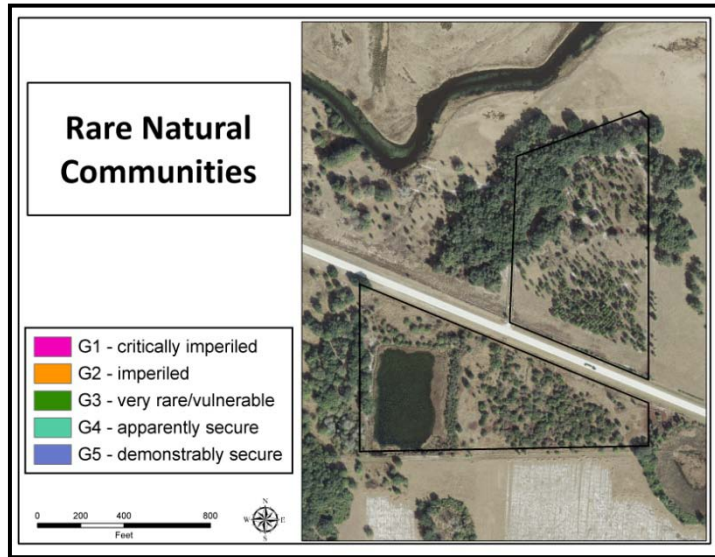 Rare Natural
Communities
G1 - critically imperiled
G2 - imperiled
G3 - very rare/vulnerable
G4 - apparently secure
G5 - demonstrably secure
0 200 400 800
Feet
N
W E
S